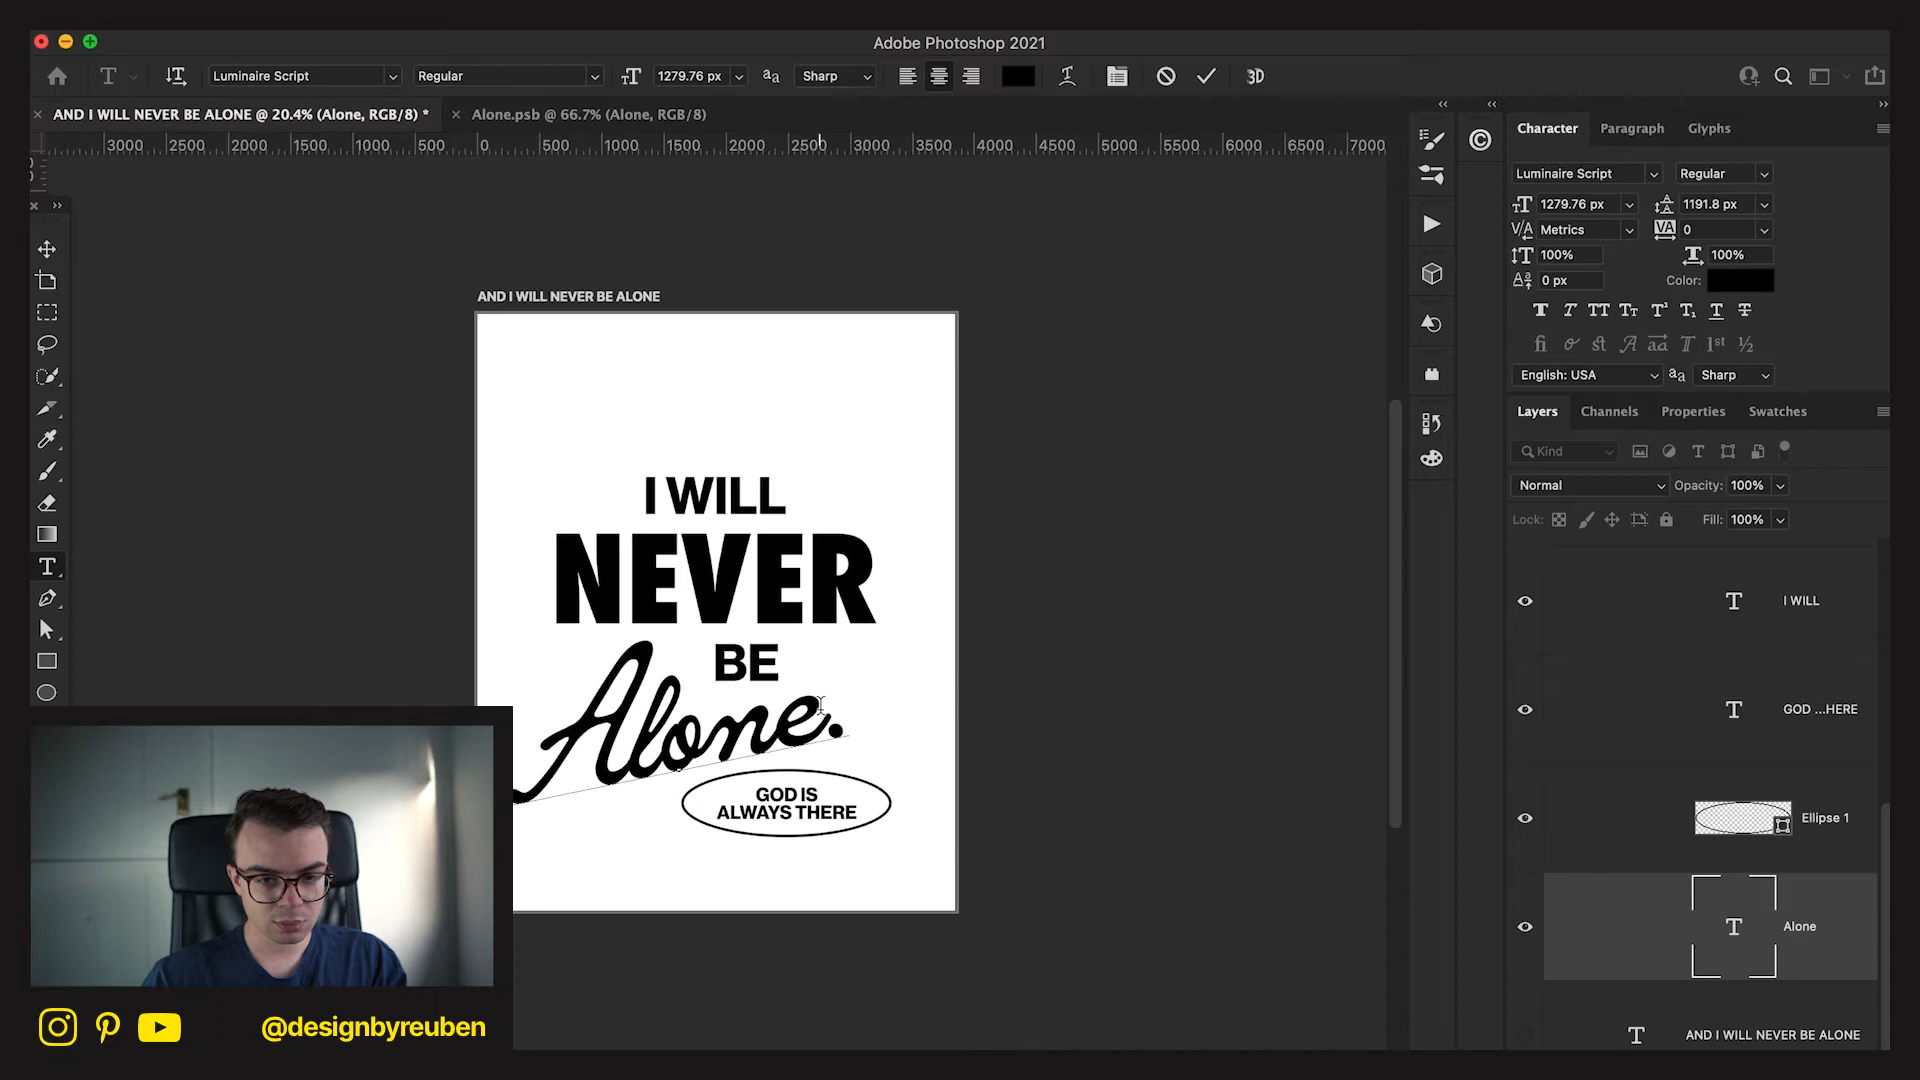 Adobe Photoshop 2021
Luminaire Script
Regular
1279.76 px
Sharp
3D
AND I WILL NEVER BE ALONE @ 20.4% (Alone, RGB/8) *
Alone.psb @ 66.7% (Alone, RGB/8)
3000 2500 2000 1500 1000 500 0 500 1000 1500 2000 2500 3000 3500 4000 4500 5000 5500 6000 6500 7000
Character
Paragraph
Glyphs
Luminaire Script
Regular
1279.76 px
1191.8 px
Metrics
0
100%
100%
0 px
Color:
English: USA
Sharp
Layers
Channels
Properties
Swatches
Kind
Normal
Opacity: 100%
Lock:
Fill: 100%
I WILL
GOD ...HERE
Ellipse 1
Alone
AND I WILL NEVER BE ALONE
AND I WILL NEVER BE ALONE
I WILL
NEVER
BE
Alone.
GOD IS
ALWAYS THERE
@designbyreuben